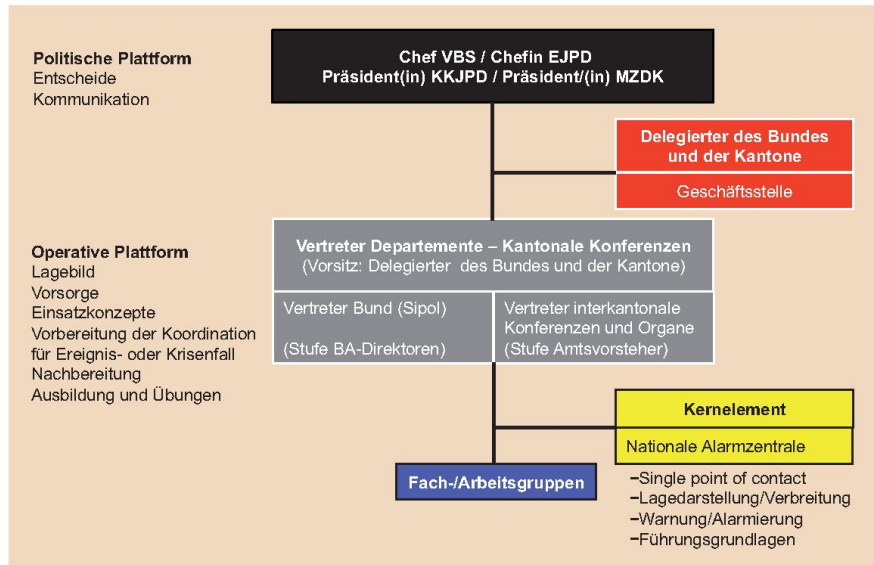 Politische Plattform
Entscheide
Kommunikation
Chef VBS / Chefin EJPD
Präsident(in) KKJPD / Präsident/(in) MZDK
Delegierter des Bundes
und der Kantone
Geschäftsstelle
Operative Plattform
Lagebild
Vorsorge
Einsatzkonzepte
Vorbereitung der Koordination
für Ereignis- oder Krisenfall
Nachbereitung
Ausbildung und Übungen
Vertreter Departemente – Kantonale Konferenzen
(Vorsitz: Delegierter des Bundes und der Kantone)
Vertreter Bund (Sipol)
(Stufe BA-Direktoren)
Vertreter interkantonale
Konferenzen und Organe
(Stufe Amtsvorsteher)
Kernelement
Nationale Alarmzentrale
–Single point of contact
–Lagedarstellung/Verbreitung
–Warnung/Alarmierung
–Führungsgrundlagen
Fach-/Arbeitsgruppen